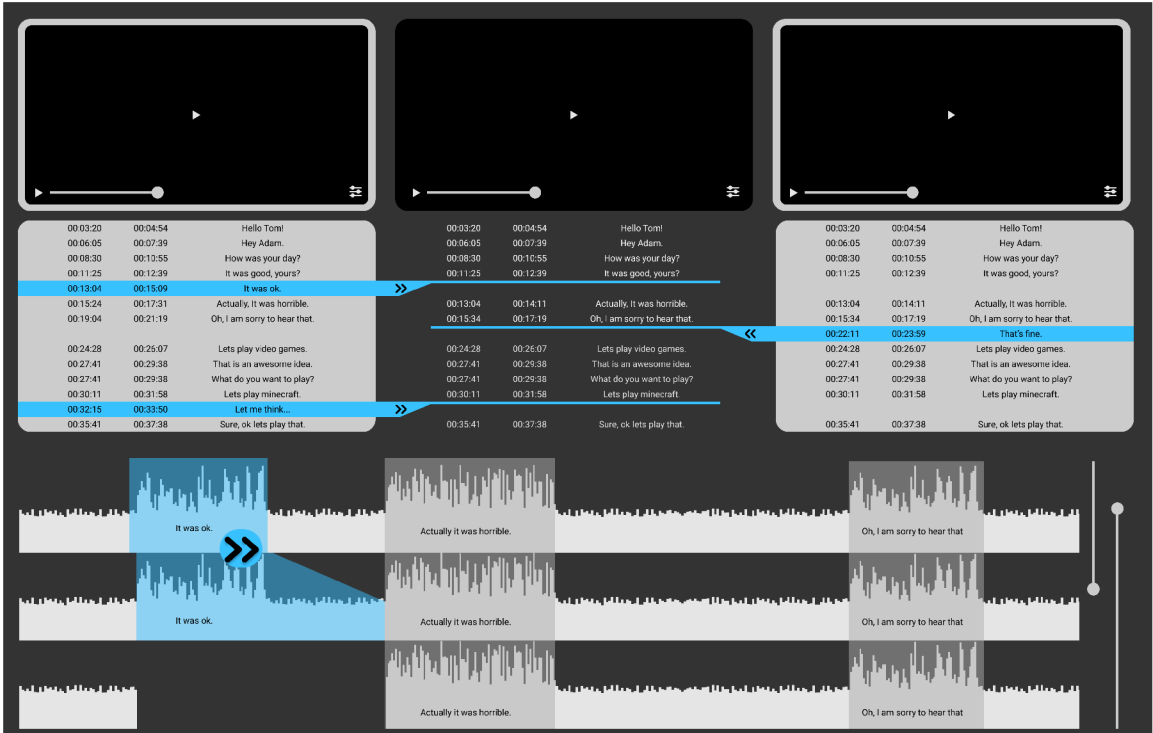 00:03:20 00:04:54 Hello Tom!
00:06:05 00:07:39 Hey Adam.
00:08:30 00:10:55 How was your day?
00:11:25 00:12:39 It was good, yours?
00:13:04 00:15:09 It was ok.
00:15:24 00:17:31 Actually, It was horrible.
00:19:04 00:21:19 Oh, I am sorry to hear that.
00:24:28 00:26:07 Lets play video games.
00:27:41 00:29:38 That is an awesome idea.
00:27:41 00:29:38 What do you want to play?
00:30:11 00:31:58 Lets play minecraft.
00:32:15 00:33:50 Let me think...
00:35:41 00:37:38 Sure, ok lets play that.
00:03:20 00:04:54 Hello Tom!
00:06:05 00:07:39 Hey Adam.
00:08:30 00:10:55 How was your day?
00:11:25 00:12:39 It was good, yours?
00:13:04 00:14:11 Actually, It was horrible.
00:15:34 00:17:19 Oh, I am sorry to hear that.
00:24:28 00:26:07 Lets play video games.
00:27:41 00:29:38 That is an awesome idea.
00:27:41 00:29:38 What do you want to play?
00:30:11 00:31:58 Lets play minecraft.
00:35:41 00:37:38 Sure, ok lets play that.
00:03:20 00:04:54 Hello Tom!
00:06:05 00:07:39 Hey Adam.
00:08:30 00:10:55 How was your day?
00:11:25 00:12:39 It was good, yours?
00:13:04 00:14:11 Actually, It was horrible.
00:15:34 00:17:19 Oh, I am sorry to hear that.
00:22:11 00:23:59 That's fine.
00:24:28 00:26:07 Lets play video games.
00:27:41 00:29:38 That is an awesome idea.
00:27:41 00:29:38 What do you want to play?
00:30:11 00:31:58 Lets play minecraft.
00:35:41 00:37:38 Sure, ok lets play that.
It was ok. Actually it was horrible. Oh, I am sorry to hear that
It was ok. Actually it was horrible. Oh, I am sorry to hear that
Actually it was horrible. Oh, I am sorry to hear that